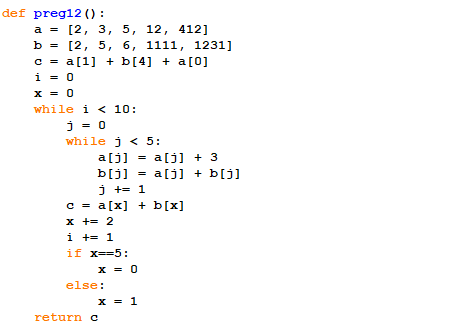 def preg12():
    a = [2, 3, 5, 12, 412]
    b = [2, 5, 6, 1111, 1231]
    c = a[1] + b[4] + a[0]
    i = 0
    x = 0
    while i < 10:
        j = 0
        while j < 5:
            a[j] = a[j] + 3
            b[j] = a[j] + b[j]
            j += 1
        c = a[x] + b[x]
        x += 2
        i += 1
        if x==5:
            x = 0
        else:
            x = 1
    return c